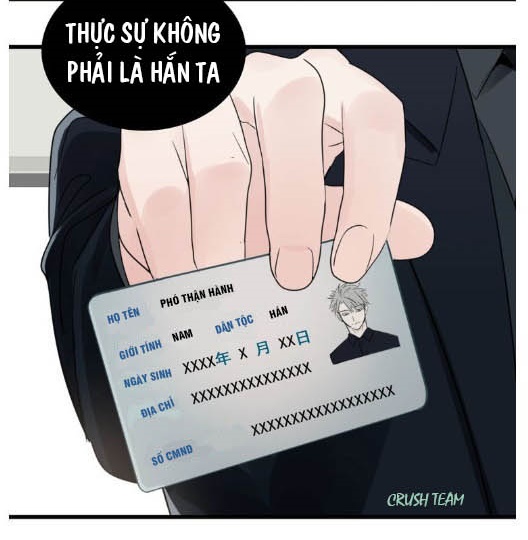 THỰC SỰ KHÔNG
PHẢI LÀ HẮN TA
HỌ TÊN PHÓ THẬN HÀNH
GIỚI TÍNH NAM DÂN TỘC HÁN
NGÀY SINH XXXX年 X 月 XX日
ĐỊA CHỈ XXXXXXXXXXXXXXX
SỐ CMND XXXXXXXXXXXXXXXXXX
CRUSH TEAM